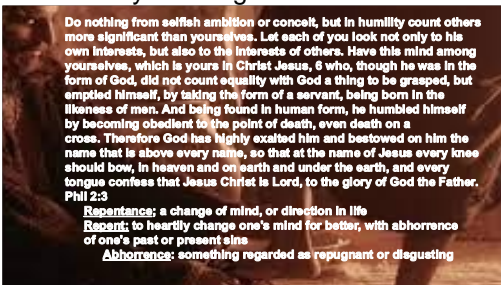 Do nothing from selfish ambition or conceit, but in humility count others
more significant than yourselves. Let each of you look not only to his
own interests, but also to the interests of others. Have this mind among
yourselves, which is yours in Christ Jesus, 6 who, though he was in the
form of God, did not count equality with God a thing to be grasped, but
emptied himself, by taking the form of a servant, being born in the
likeness of men. And being found in human form, he humbled himself
by becoming obedient to the point of death, even death on a
cross. Therefore God has highly exalted him and bestowed on him the
name that is above every name, so that at the name of Jesus every knee
should bow, in heaven and on earth and under the earth, and every
tongue confess that Jesus Christ is Lord, to the glory of God the Father.
Phil 2:3
Repentance; a change of mind, or direction in life
Repent: to heartily change one's mind for better, with abhorrence
of one's past or present sins
Abhorrence: something regarded as repugnant or disgusting